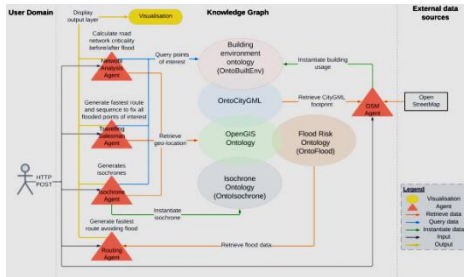 User Domain
Knowledge Graph
External data
sources
Display
output layer
Visualisation
Calculate road
network criticality
before/after flood
Network
Analysis
Agent
Query points
of interest
Building
environment
ontology
(OntoBuiltEnv)
Instantiate building
usage
OntoCityGML
Retrieve CityGML
footprint
OSM
Agent
Open
StreetMap
Generate fastest route
and sequence to fix all
flooded points of interest
Travelling
Salesman
Agent
Retrieve
geo-location
OpenGIS
Ontology
Flood Risk
Ontology
(OntoFlood)
HTTP
POST
Generates
isochrones
Isochrone
Agent
Isochrone
Ontology
(OntoIsochrone)
Instantiate
isochrone
Generate fastest
route avoiding flood
Routing
Agent
Retrieve flood data
Legend
Visualisation
Agent
Retrieve data
Query data
Instantiate data
Input
Output